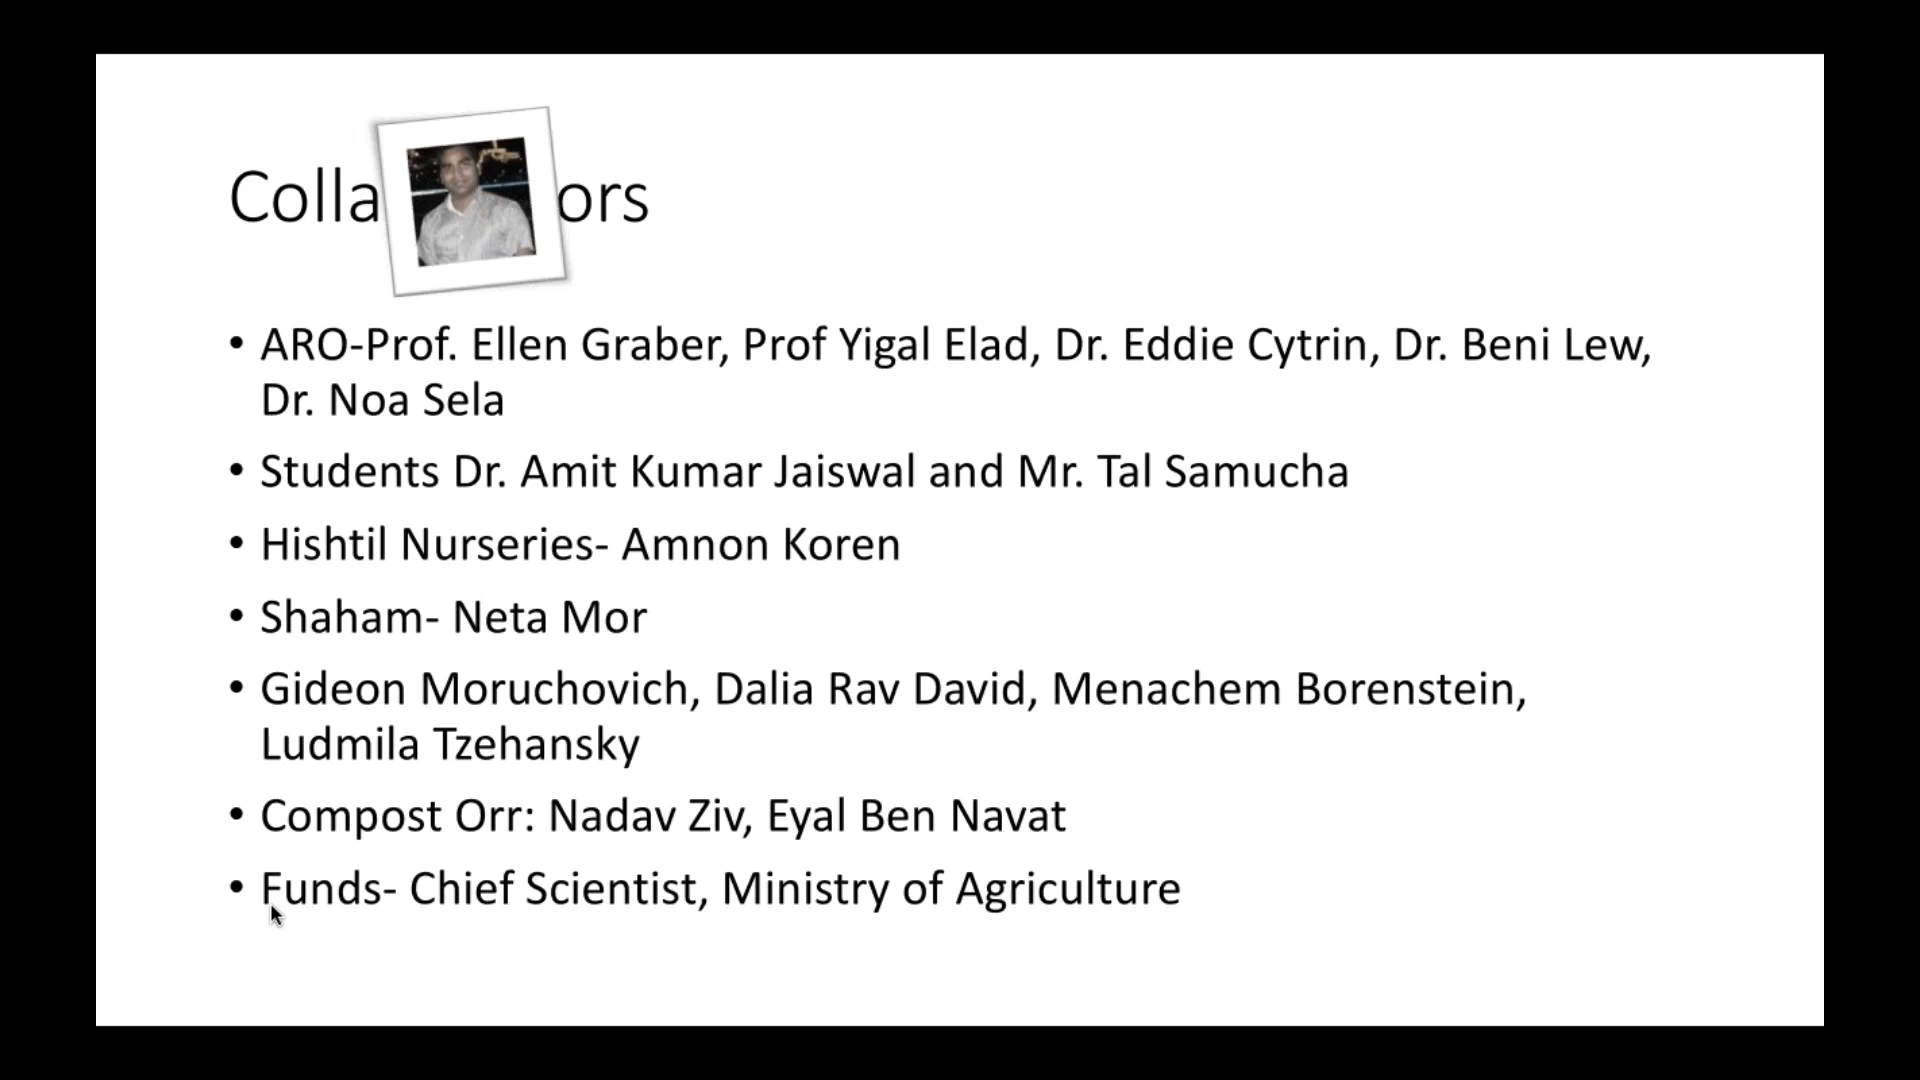 Colla ors
• ARO-Prof. Ellen Graber, Prof Yigal Elad, Dr. Eddie Cytrin, Dr. Beni Lew,
Dr. Noa Sela
• Students Dr. Amit Kumar Jaiswal and Mr. Tal Samucha
• Hishtil Nurseries- Amnon Koren
• Shaham- Neta Mor
• Gideon Moruchovich, Dalia Rav David, Menachem Borenstein,
Ludmila Tzehansky
• Compost Orr: Nadav Ziv, Eyal Ben Navat
• Funds- Chief Scientist, Ministry of Agriculture